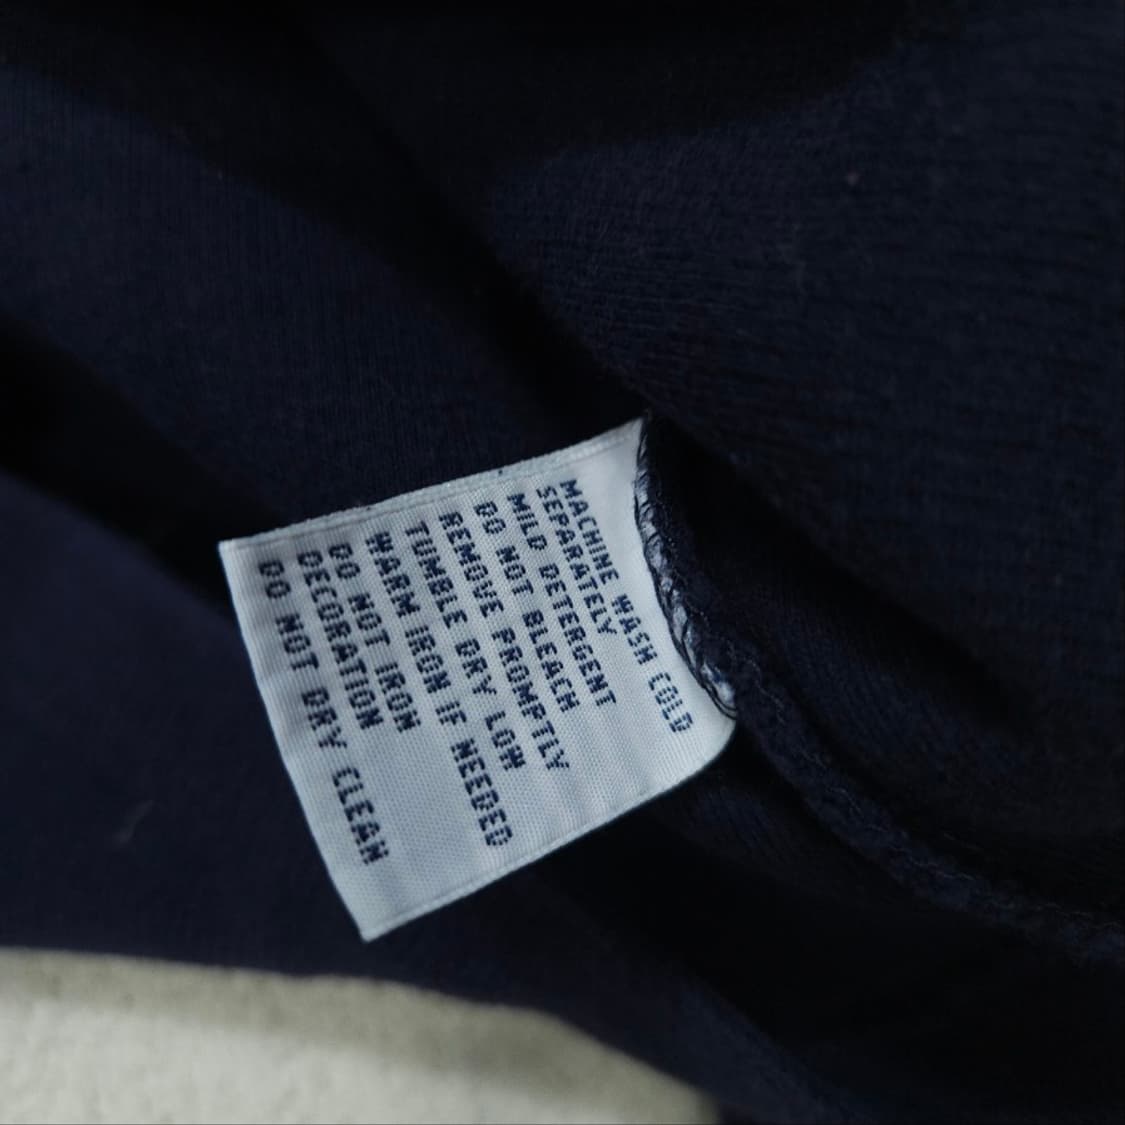 MACHINE WASH COLD
SEPARATELY
MILD DETERGENT
DO NOT BLEACH
REMOVE PROMPTLY
TUMBLE DRY LOW
WARM IRON IF NEEDED
DO NOT IRON
DECORATION
DO NOT DRY CLEAN